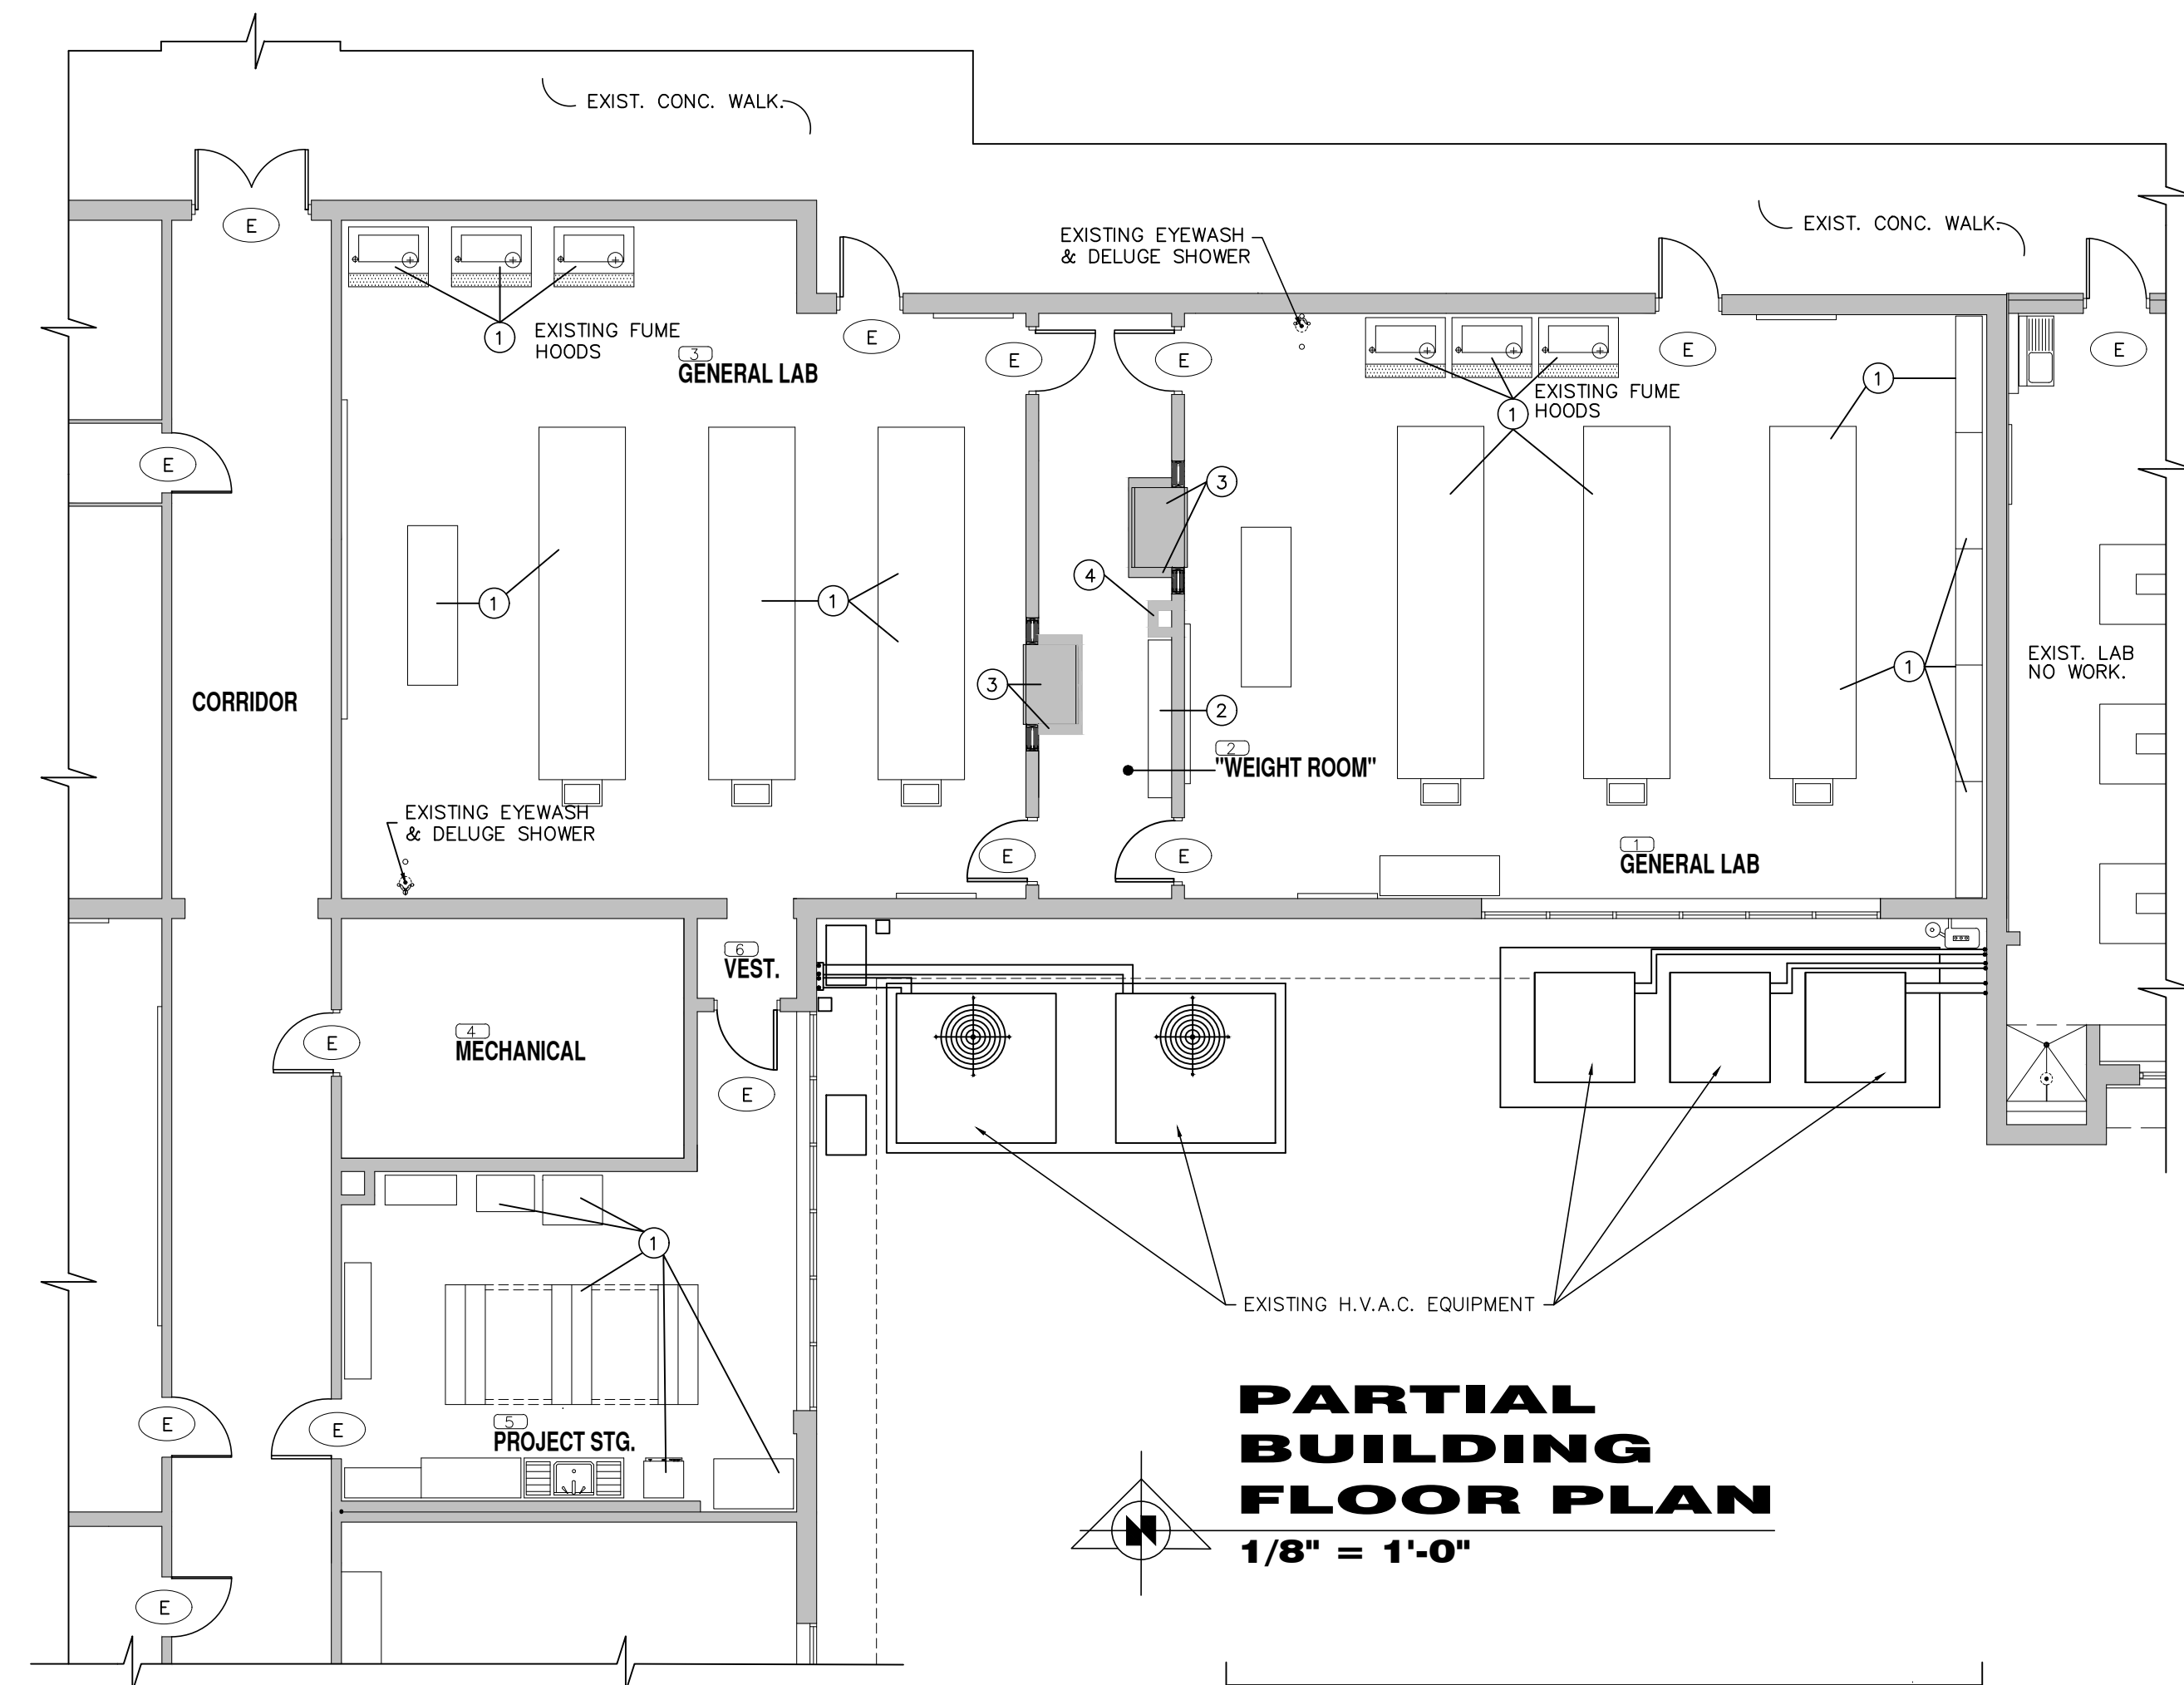 EXIST. CONC. WALK.
E
EXISTING EYEWASH
& DELUGE SHOWER
EXIST. CONC. WALK.
1
EXISTING FUME
HOODS
E
E
E
E
E
3
GENERAL LAB
1
1
EXISTING FUME
HOODS
E
3
4
1
1
3
1
EXIST. LAB
NO WORK.
CORRIDOR
2
2
"WEIGHT ROOM"
EXISTING EYEWASH
& DELUGE SHOWER
E
E
1
GENERAL LAB
6
VEST.
4
MECHANICAL
E
E
1
EXISTING H.V.A.C. EQUIPMENT
E
E
5
PROJECT STG.
PARTIAL
BUILDING
FLOOR PLAN
N
1/8" = 1'-0"
E